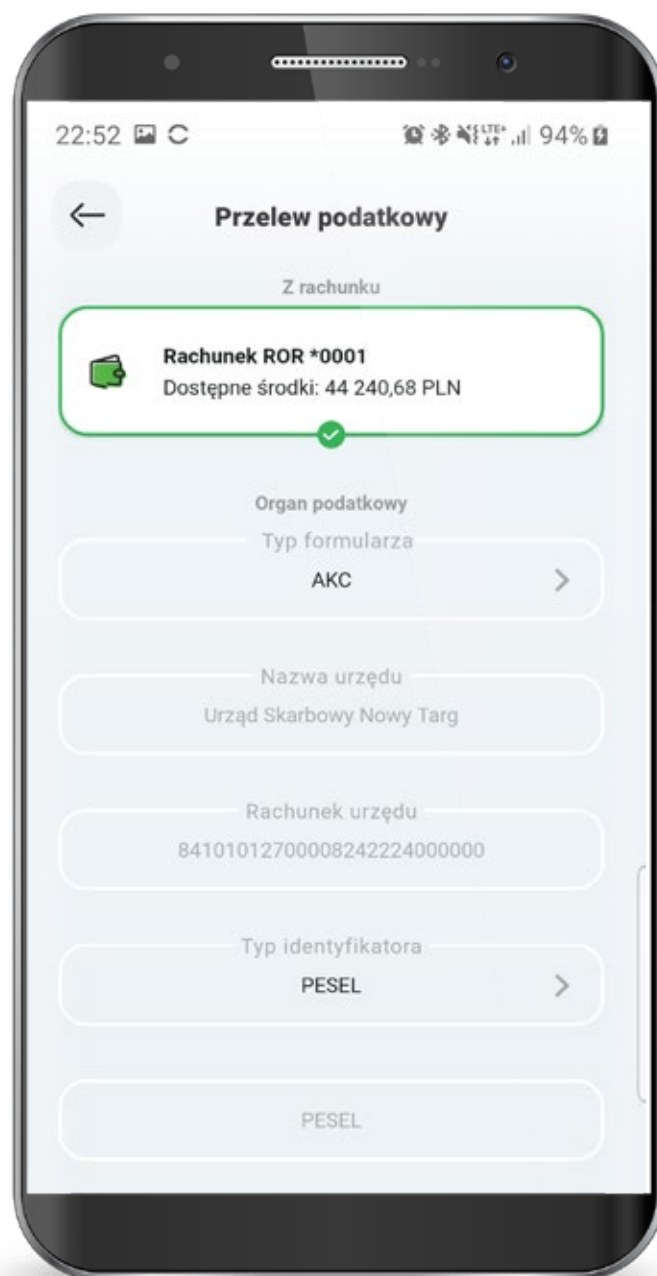 22:52
LTE+
94%
Przelew podatkowy
Z rachunku
Rachunek ROR *0001
Dostępne środki: 44 240,68 PLN
Organ podatkowy
Typ formularza
AKC
Nazwa urzędu
Urząd Skarbowy Nowy Targ
Rachunek urzędu
84101012700008242224000000
Typ identyfikatora
PESEL
PESEL